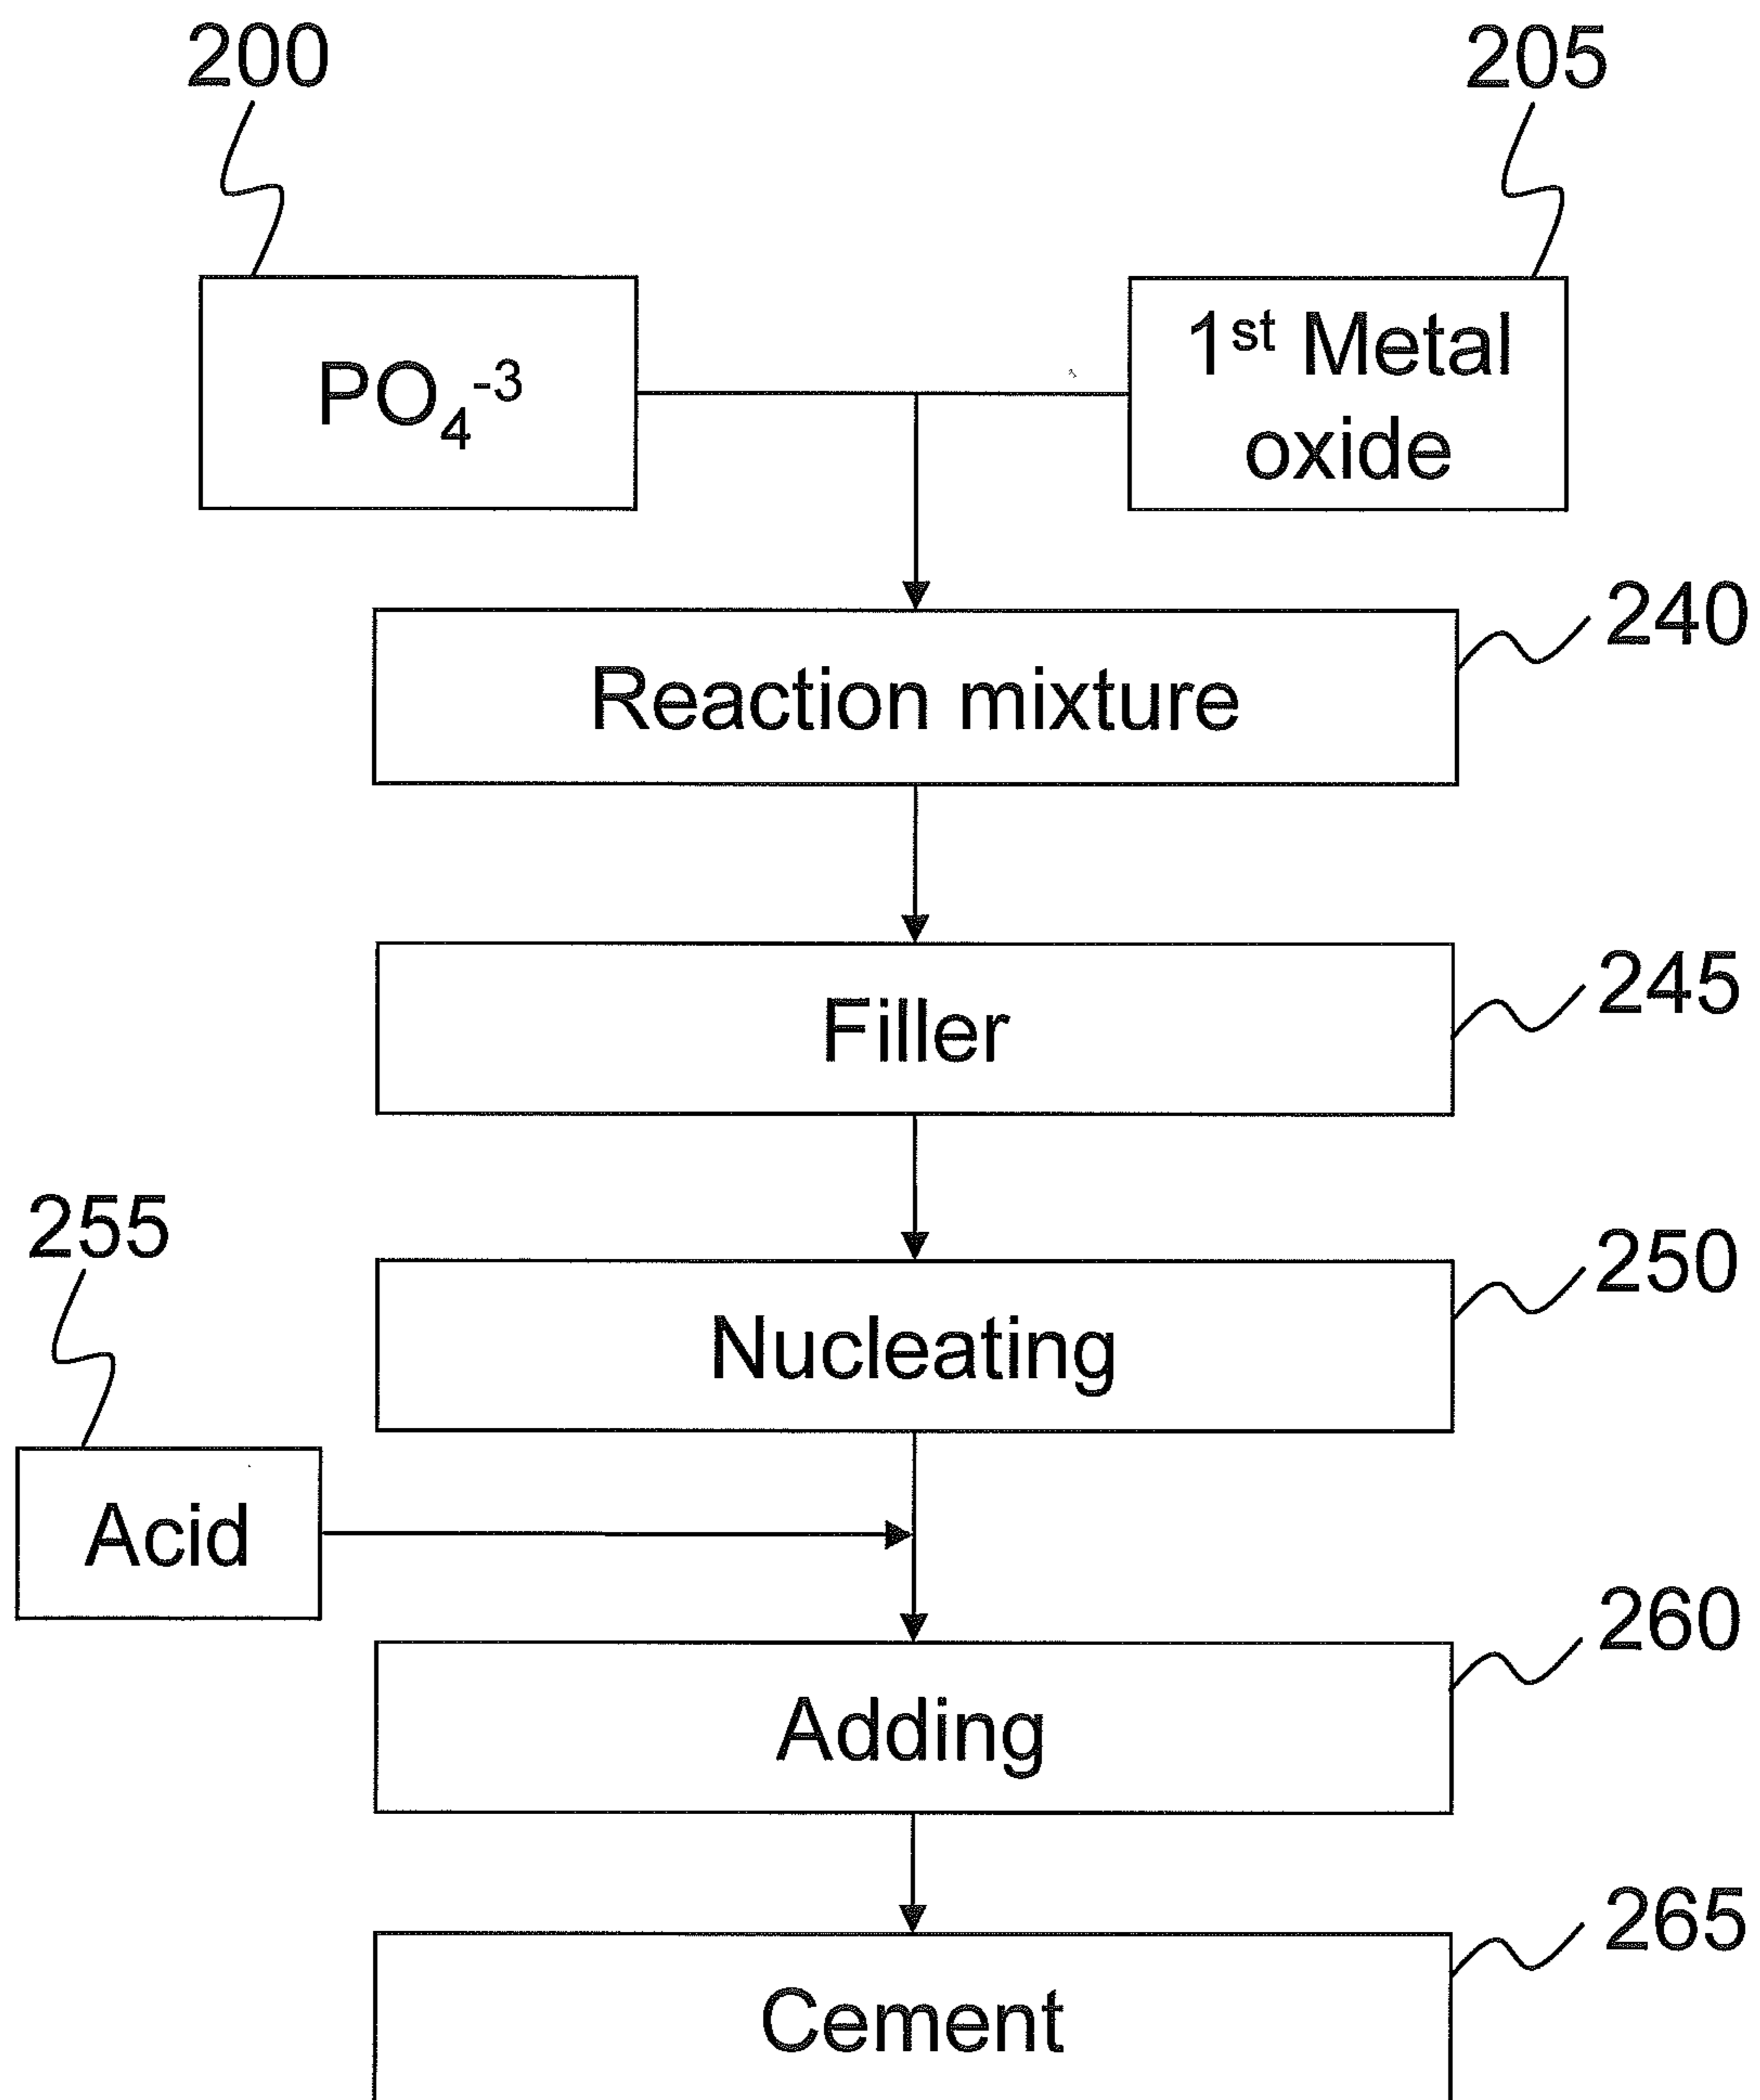 200
205
PO₄⁻³
1ˢᵗ Metal
oxide
240
Reaction mixture
245
Filler
255
250
Nucleating
Acid
260
Adding
265
Cement